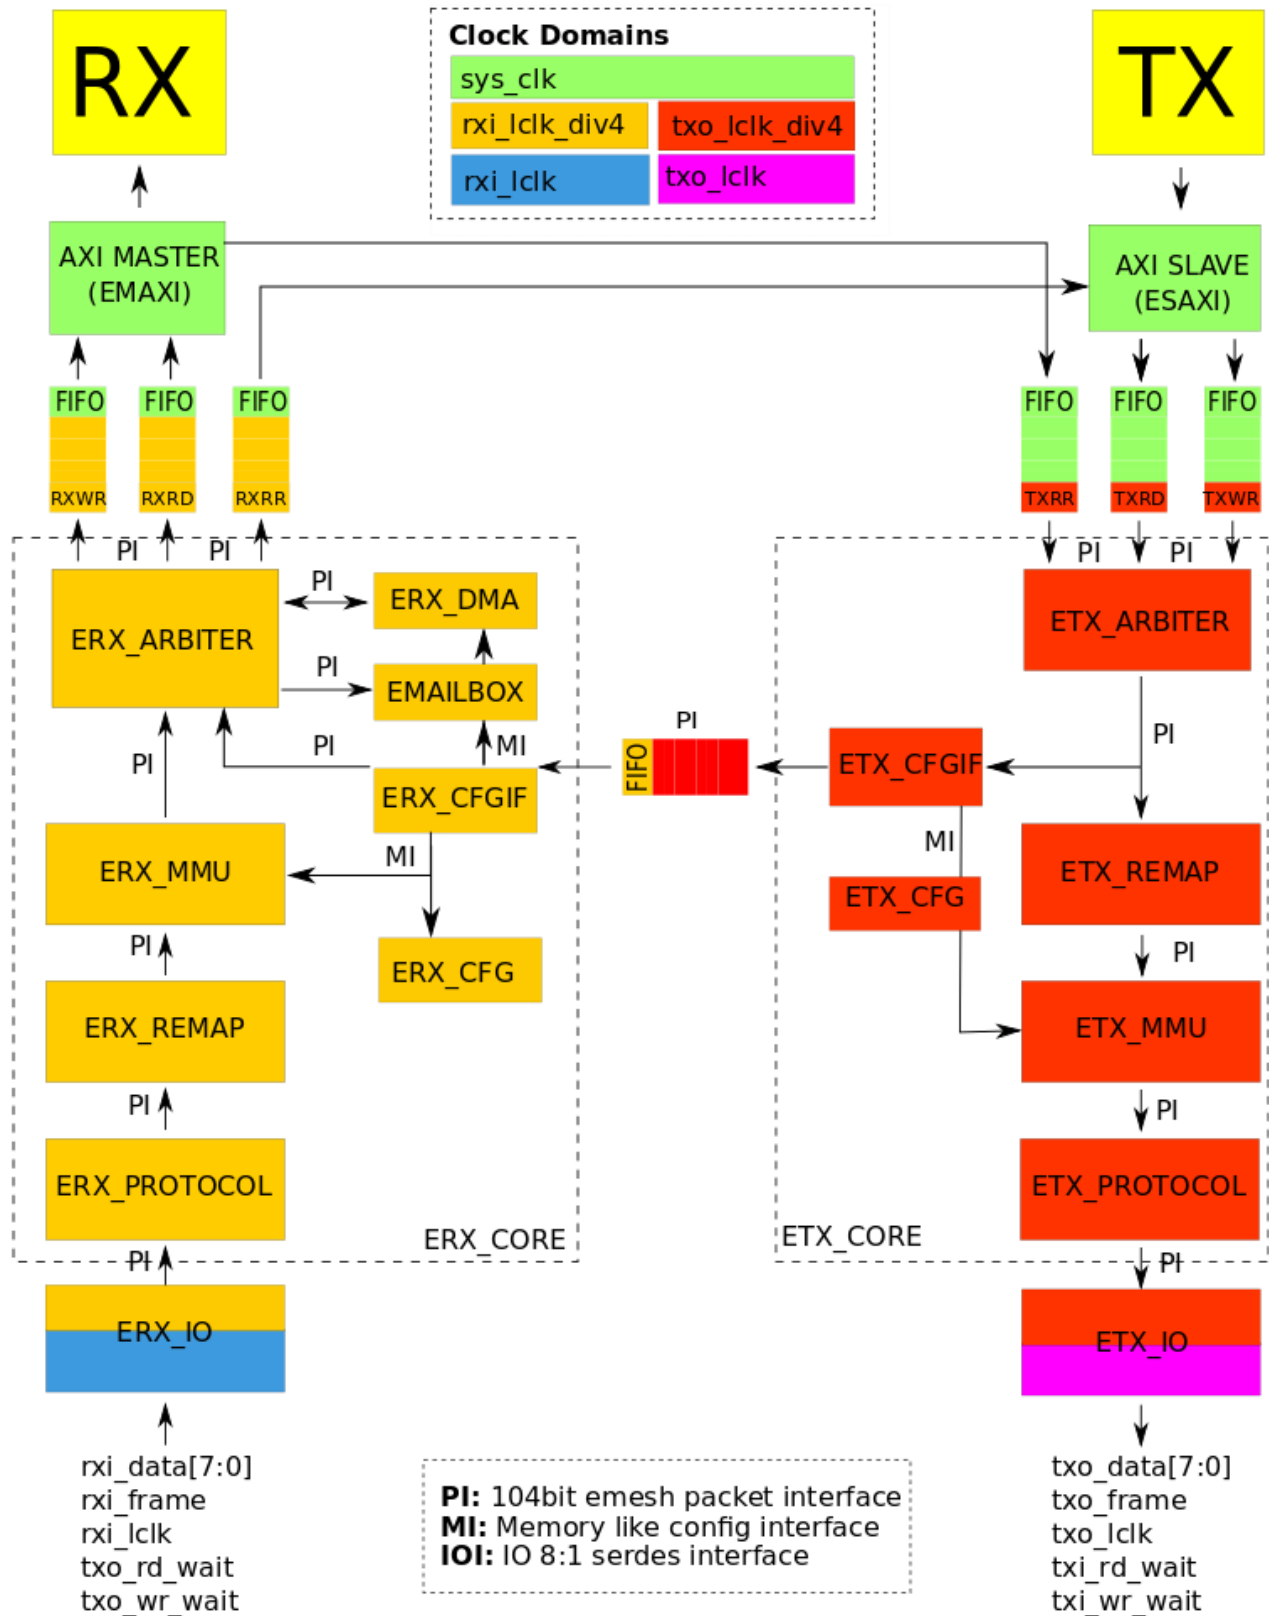 RX
Clock Domains
sys_clk
rxi_lclk_div4
txo_lclk_div4
rxi_lclk
txo_lclk
TX
AXI MASTER
(EMAXI)
AXI SLAVE
(ESAXI)
FIFO
FIFO
FIFO
RXWR
RXRD
RXRR
FIFO
FIFO
FIFO
TXRR
TXRD
TXWR
PI
PI
PI
PI
ERX_ARBITER
PI
ERX_DMA
PI
EMAILBOX
PI
MI
PI
ERX_CFGIF
MI
ERX_MMU
PI
ERX_CFG
ERX_REMAP
PI
ERX_PROTOCOL
ERX_CORE
PI
ERX_IO
PI
FIFO
ETX_ARBITER
PI
ETX_CFGIF
MI
ETX_CFG
ETX_REMAP
PI
ETX_MMU
PI
ETX_PROTOCOL
ETX_CORE
PI
ETX_IO
rxi_data[7:0]
rxi_frame
rxi_lclk
txo_rd_wait
txo_wr_wait
PI: 104bit emesh packet interface
MI: Memory like config interface
IOI: IO 8:1 serdes interface
txo_data[7:0]
txo_frame
txo_lclk
txi_rd_wait
txi_wr_wait